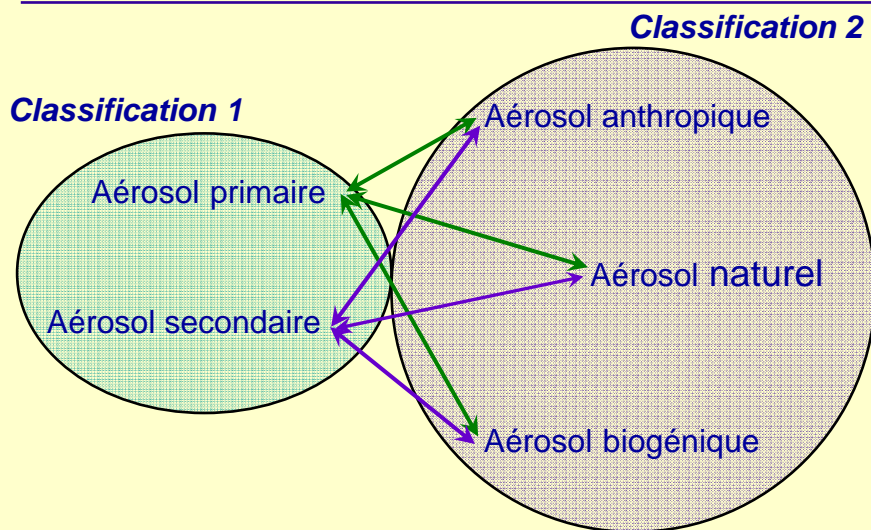 Classification 2
Classification 1
Aérosol anthropique
Aérosol primaire
Aérosol naturel
Aérosol secondaire
Aérosol biogénique